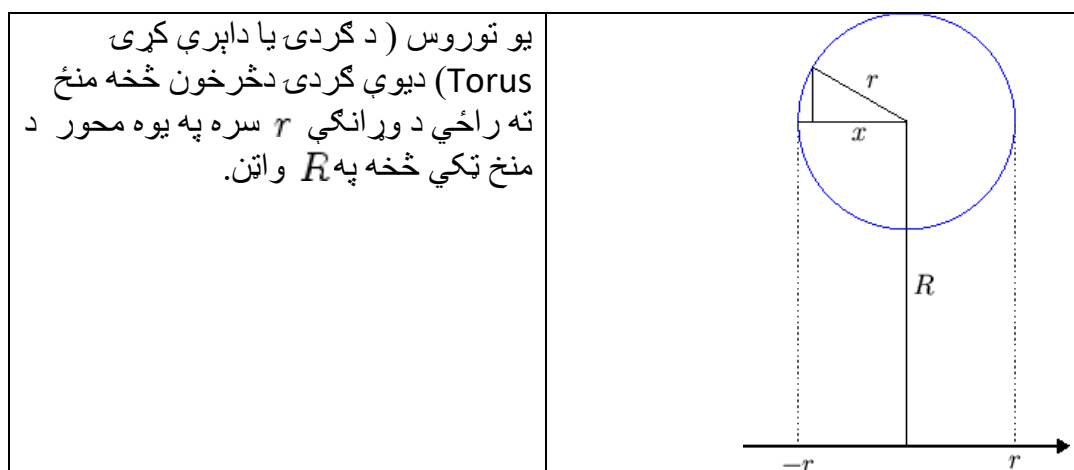 یو توروس ( د ګردۍ یا دایرې کړۍ
Torus) دیوې ګردۍ دڅرخون څخه منځ
ته راځي د وړانګې r سره په یوه محور د
منځ ټکي څخه په R واټن.
r
x
R
−r
r